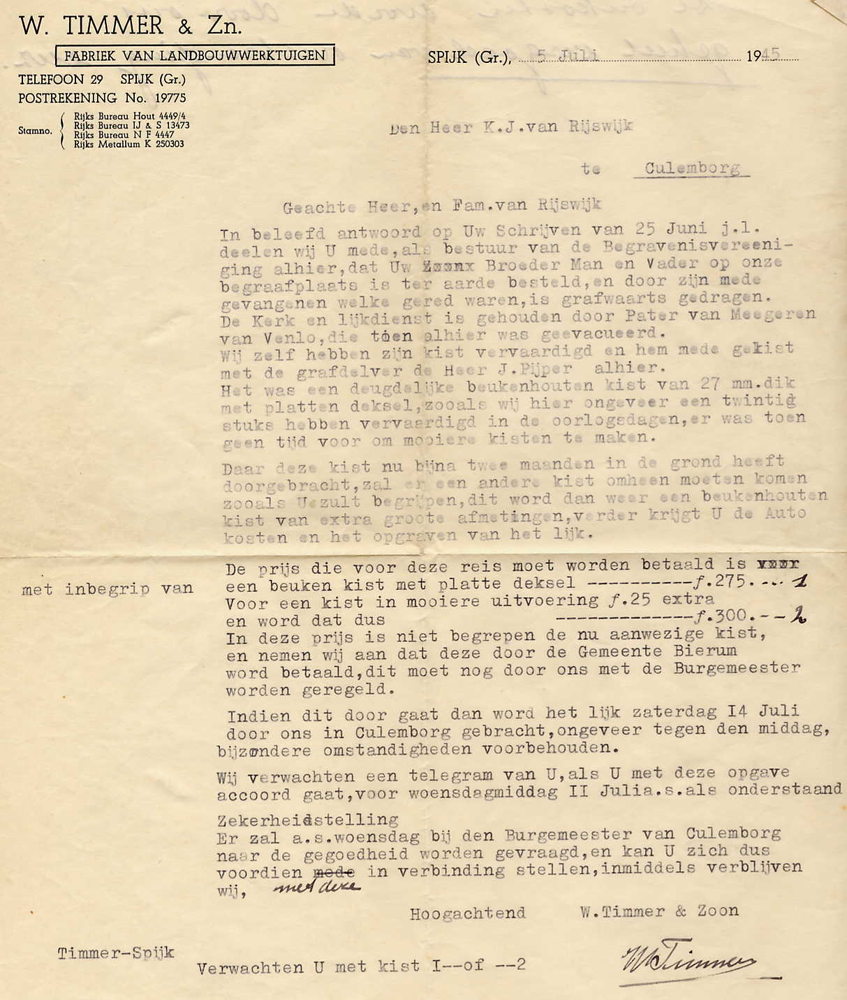 W. TIMMER & Zn.
FABRIEK VAN LANDBOUWWERKTUIGEN
TELEFOON 29 SPIJK (Gr.)
POSTREKENING No. 19775
Stamno.
Rijks Bureau Hout 4449/4
Rijks Bureau IJ & S 13473
Rijks Bureau N F 4447
Rijks Metallum K 250303
SPIJK (Gr.), 5 Juli 1945
Den Heer K.J.van Rijswijk
te Culemborg
Geachte Heer,en Fam.van Rijswijk
In beleefd antwoord op Uw Schrijven van 25 Juni j.l.
deelen wij U mede,als bestuur van de Begravenisvereeni-
ging alhier,dat Uw Zoonx Broeder Man en Vader op onze
begraafplaats is ter aarde besteld,en door zijn mede
gevangenen welke gered waren,is grafwaarts gedragen.
De Kerk en lijkdienst is gehouden door Pater van Meegeren
van Venlo,die toen alhier was geevacueerd.
Wij zelf hebben zijn kist vervaardigd en hem mede gekist
met de grafdelver de Heer J.Pijper alhier.
Het was een deugdelijke beukenhouten kist van 27 mm.dik
met platten deksel,zooals wij hier ongeveer een twintig
stuks hebben vervaardigd in de oorlogsdagen,er was toen
geen tijd voor om mooiere kisten te maken.
Daar deze kist nu bijna twee maanden in de grond heeft
doorgebracht,zal er een andere kist omheen moeten komen
zooals U zult begrijpen,dit word dan weer een beukenhouten
kist van extra groote afmetingen,verder krijgt U de Auto
kosten en het opgraven van het lijk.
De prijs die voor deze reis moet worden betaald is voor
met inbegrip van een beuken kist met platte deksel ----------f.275.--.. 1
Voor een kist in mooiere uitvoering f.25 extra
en word dat dus -------------f.300.-- 2
In deze prijs is niet begrepen de nu aanwezige kist,
en nemen wij aan dat deze door de Gemeente Bierum
word betaald,dit moet nog door ons met de Burgemeester
worden geregeld.
Indien dit door gaat dan word het lijk zaterdag I4 Juli
door ons in Culemborg gebracht,ongeveer tegen den middag,
bijzondere omstandigheden voorbehouden.
Wij verwachten een telegram van U,als U met deze opgave
accoord gaat,voor woensdagmiddag II Julia.s.als onderstaand
Zekerheidstelling
Er zal a.s.woensdag bij den Burgemeester van Culemborg
naar de gegoedheid worden gevraagd,en kan U zich dus
voordien mede in verbinding stellen,inmiddels verblijven
wij, met deze
Hoogachtend W.Timmer & Zoon
Timmer-Spijk
Verwachten U met kist I--of --2
WTimmer